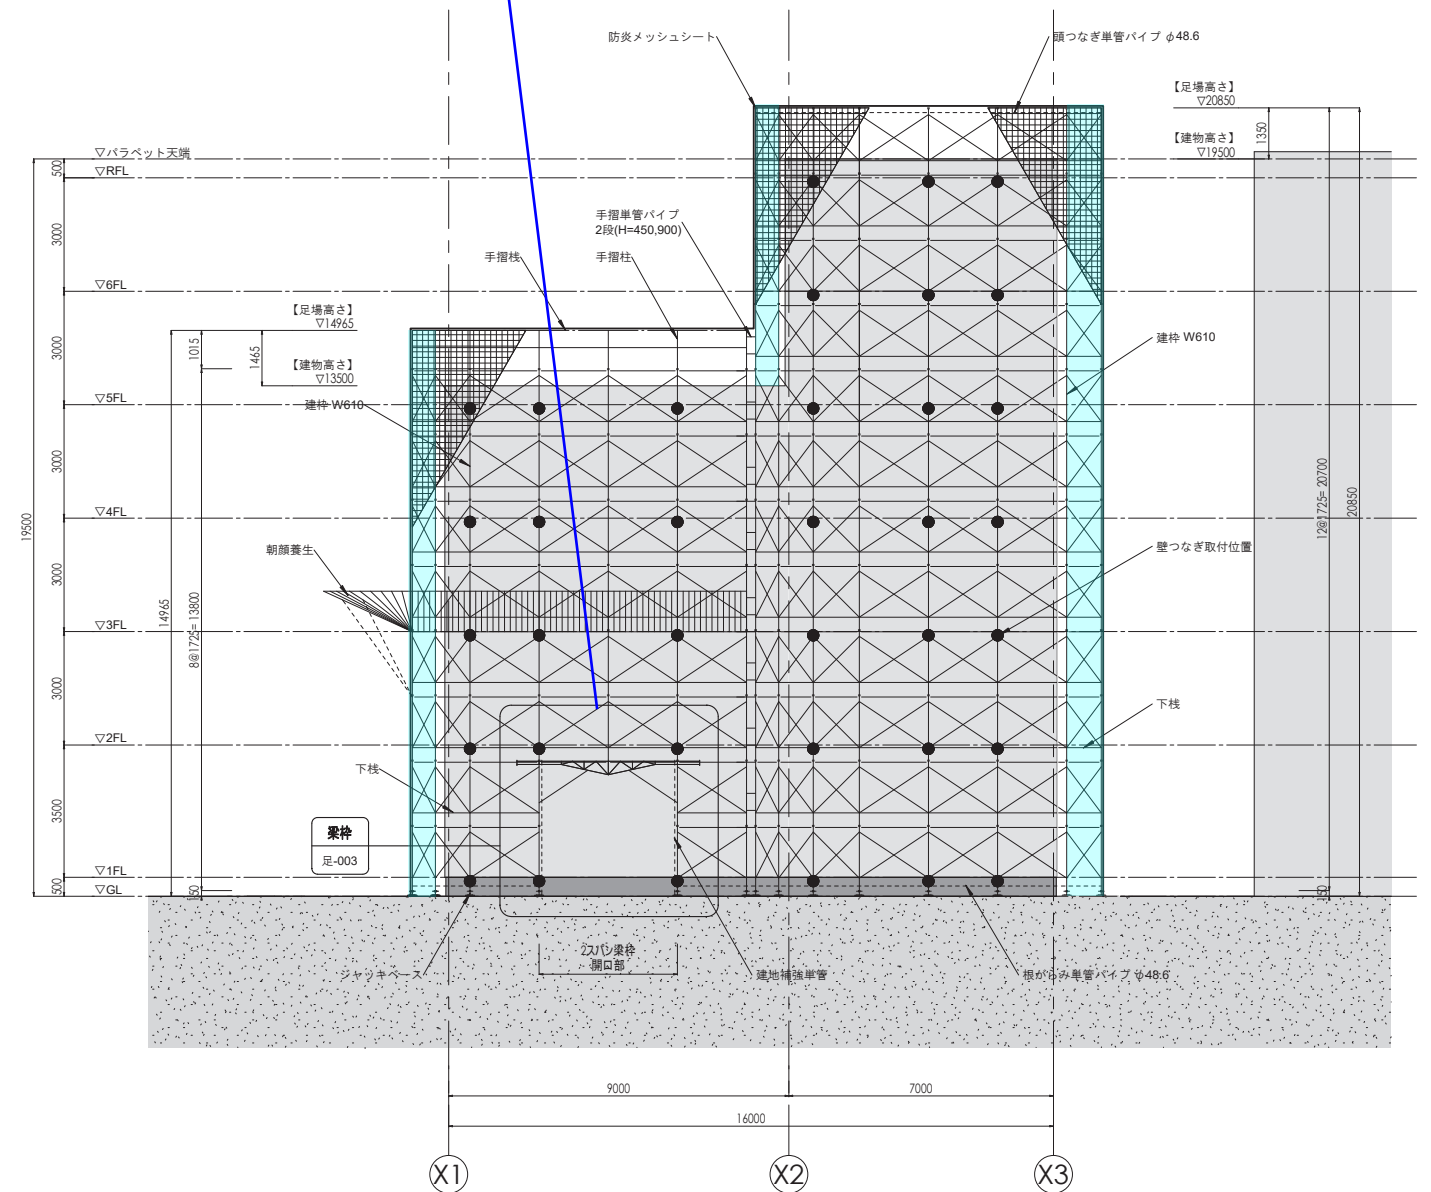 防炎メッシュシート
頭つなぎ単管パイプ φ48.6
【足場高さ】
▽20850
1350
【建物高さ】
▽19500
▽パラペット天端
500
▽RFL
3000
手摺単管パイプ
2段(H=450,900)
手摺桟
手摺柱
▽6FL
【足場高さ】
▽14965
1015
1465
3000
【建物高さ】
▽13500
建枠 W610
▽5FL
建枠 W610
3000
12@1725= 20700
20850
▽4FL
19500
朝顔養生
壁つなぎ取付位置
3000
14965
8@1725= 13800
▽3FL
3000
下桟
▽2FL
下桟
3500
梁枠
足-003
▽1FL
500
▽GL
150
150
2スパン梁枠
開口部
ジャッキベース
建地補強単管
根がらみ単管パイプ φ48.6
9000
7000
16000
X1
X2
X3